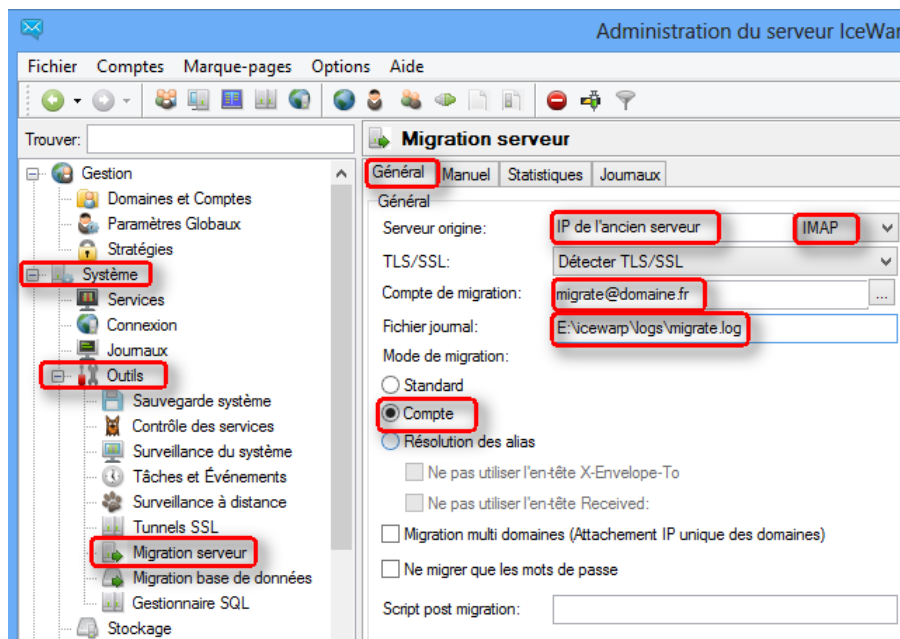 Administration du serveur IceWar
Fichier Comptes Marque-pages Options Aide
Trouver:
Gestion
Domaines et Comptes
Paramètres Globaux
Stratégies
Système
Services
Connexion
Journaux
Outils
Sauvegarde système
Contrôle des services
Surveillance du système
Tâches et Événements
Surveillance à distance
Tunnels SSL
Migration serveur
Migration base de données
Gestionnaire SQL
Stockage
Migration serveur
Général Manuel Statistiques Journaux
Général
Serveur origine: IP de l'ancien serveur IMAP
TLS/SSL: Détecter TLS/SSL
Compte de migration: migrate@domaine.fr ...
Fichier journal: E:\icewarp\logs\migrate.log
Mode de migration:
Standard
Compte
Résolution des alias
Ne pas utiliser l'en-tête X-Envelope-To
Ne pas utiliser l'en-tête Received:
Migration multi domaines (Attachement IP unique des domaines)
Ne migrer que les mots de passe
Script post migration: